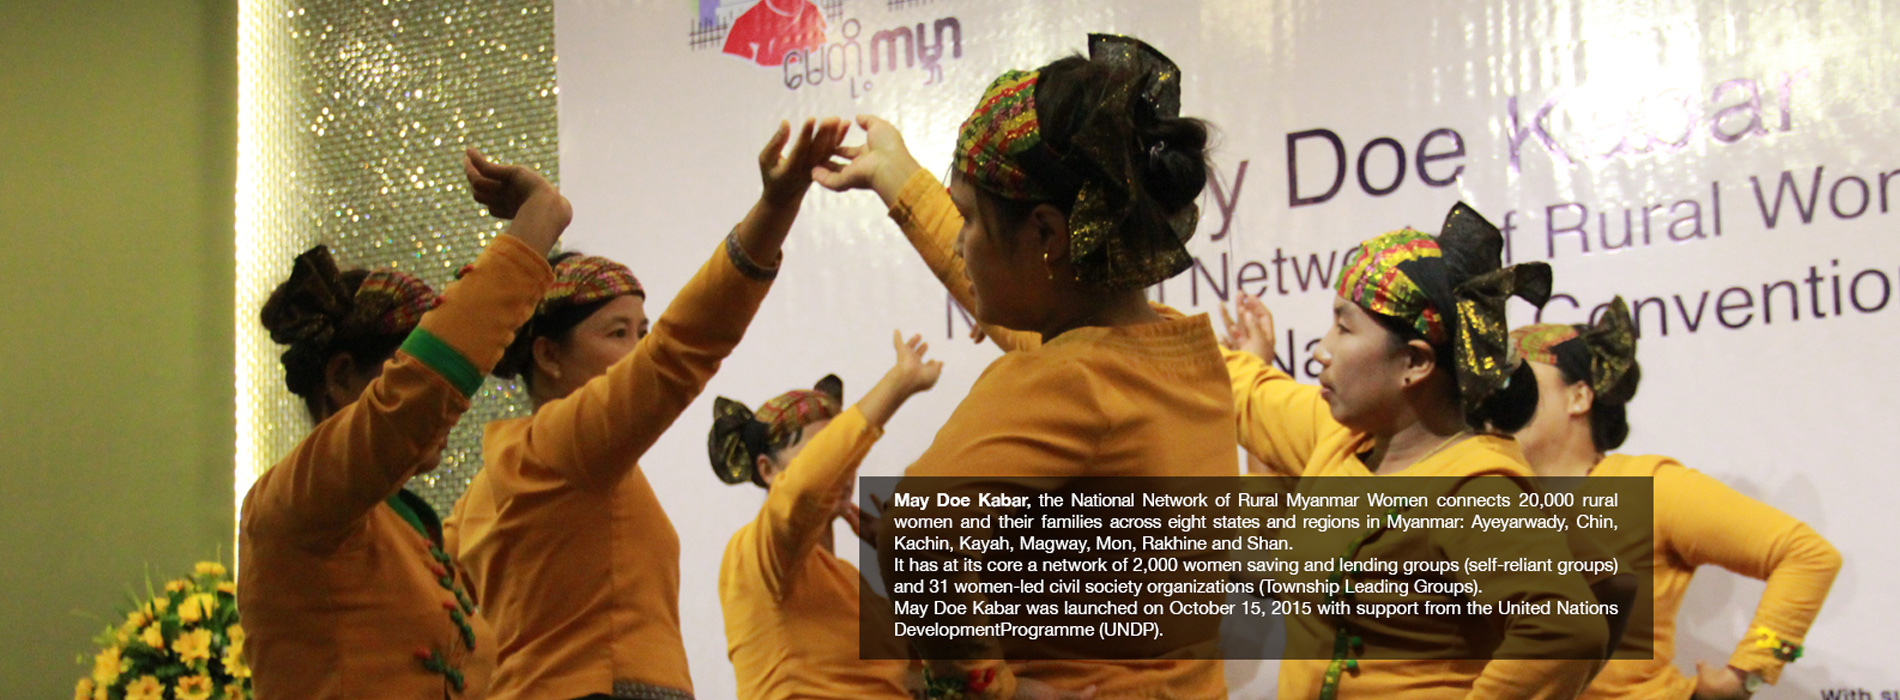 မေတို့ကမ္ဘာ
y Doe Kabar
Netw f Rural Wo
Na Conventio
May Doe Kabar, the National Network of Rural Myanmar Women connects 20,000 rural
women and their families across eight states and regions in Myanmar: Ayeyarwady, Chin,
Kachin, Kayah, Magway, Mon, Rakhine and Shan.
It has at its core a network of 2,000 women saving and lending groups (self-reliant groups)
and 31 women-led civil society organizations (Township Leading Groups).
May Doe Kabar was launched on October 15, 2015 with support from the United Nations
DevelopmentProgramme (UNDP).
With s